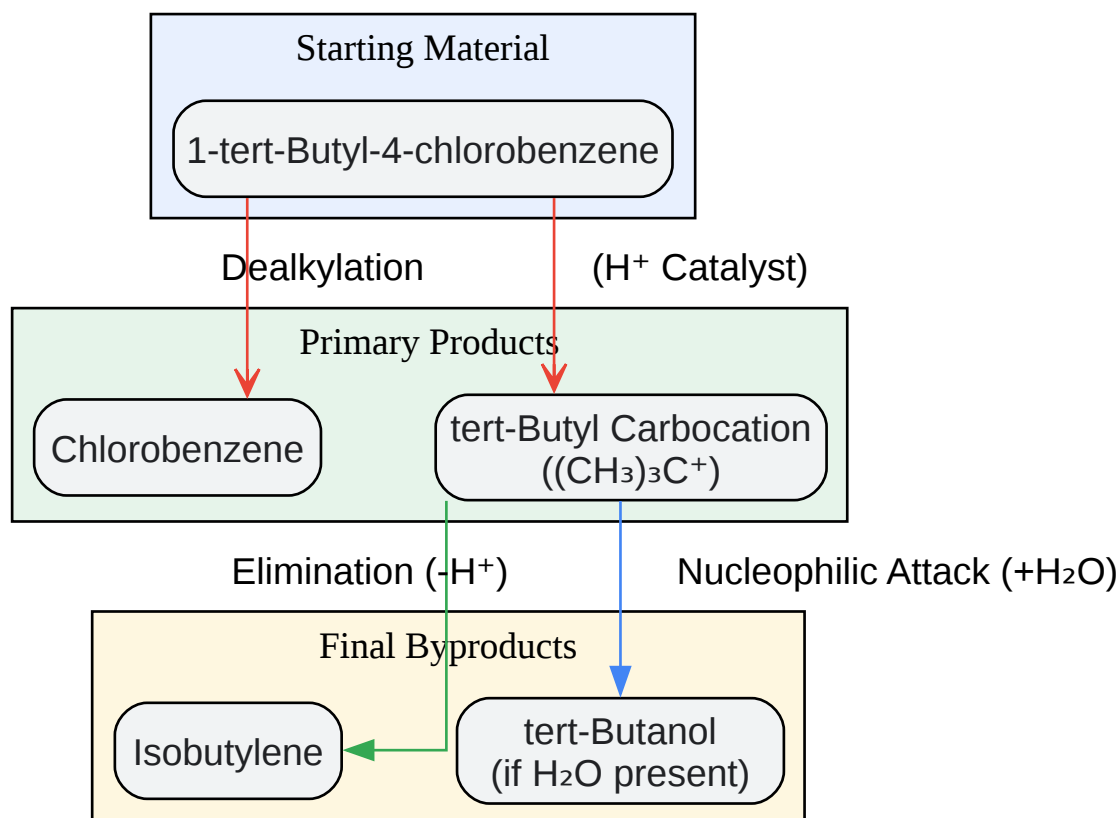 Starting Material
1-tert-Butyl-4-chlorobenzene
Dealkylation
(H⁺ Catalyst)
Primary Products
Chlorobenzene
tert-Butyl Carbocation
((CH₃)₃C⁺)
Elimination (-H⁺)
Nucleophilic Attack (+H₂O)
Final Byproducts
Isobutylene
tert-Butanol
(if H₂O present)